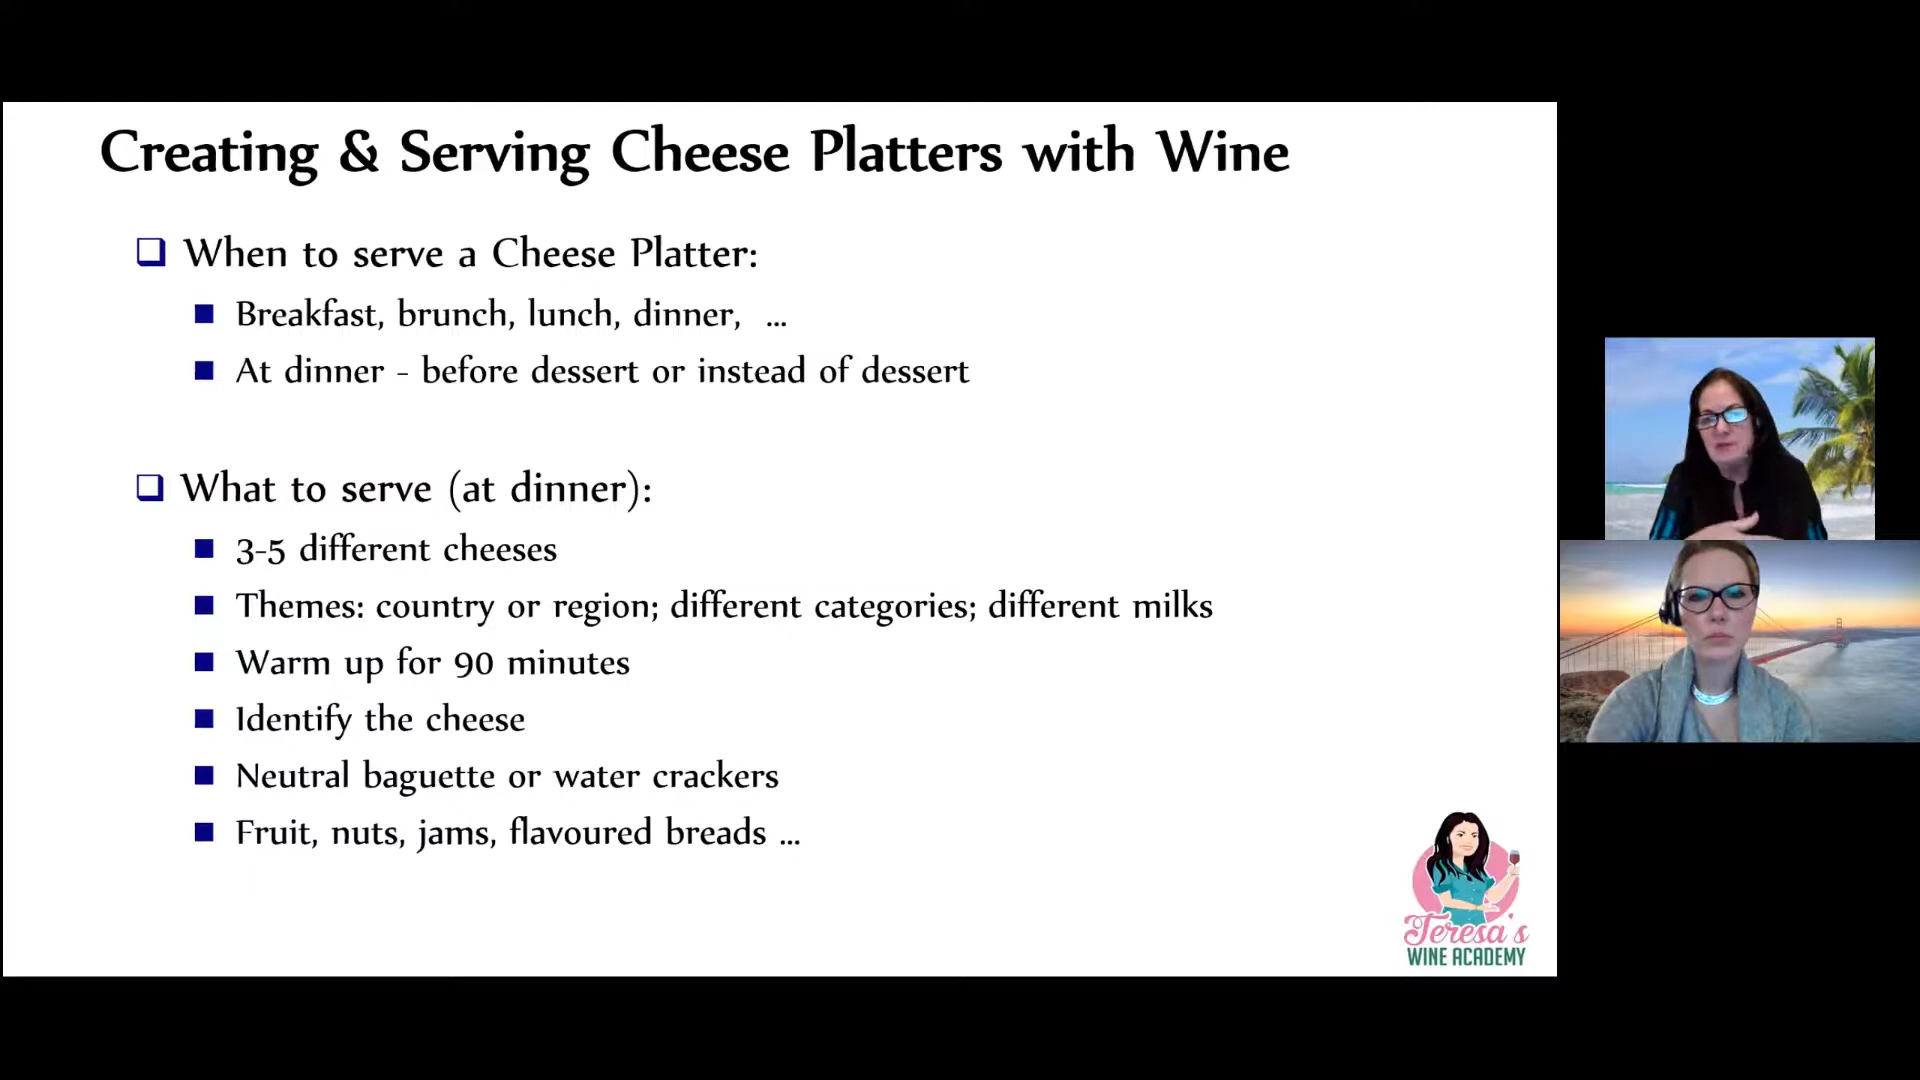 Creating & Serving Cheese Platters with Wine
When to serve a Cheese Platter:
Breakfast, brunch, lunch, dinner, ...
At dinner - before dessert or instead of dessert
What to serve (at dinner):
3-5 different cheeses
Themes: country or region; different categories; different milks
Warm up for 90 minutes
Identify the cheese
Neutral baguette or water crackers
Fruit, nuts, jams, flavoured breads ...
Teresa's
WINE ACADEMY